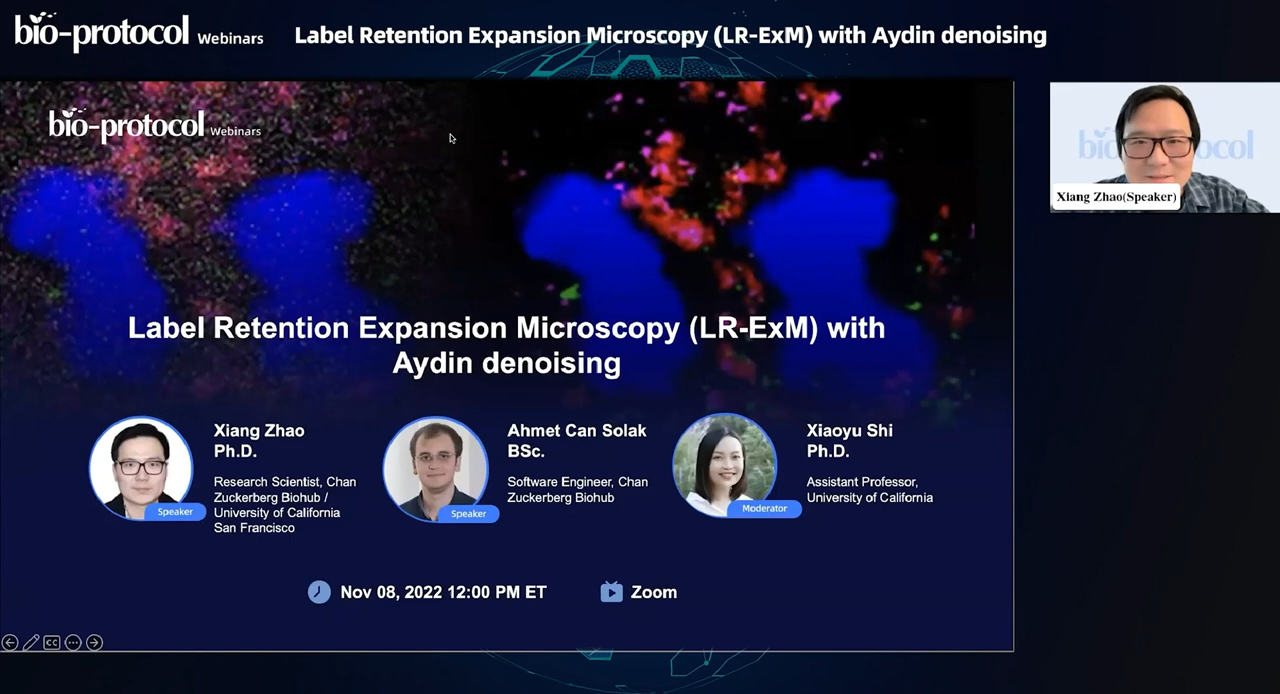 bio-protocol Webinars
Label Retention Expansion Microscopy (LR-ExM) with Aydin denoising
bio-protocol Webinars
bio-protocol
Xiang Zhao(Speaker)
Label Retention Expansion Microscopy (LR-ExM) with
Aydin denoising
Xiang Zhao
Ph.D.
Research Scientist, Chan
Zuckerberg Biohub /
University of California
San Francisco
Speaker
Ahmet Can Solak
BSc.
Software Engineer, Chan
Zuckerberg Biohub
Speaker
Xiaoyu Shi
Ph.D.
Assistant Professor,
University of California
Moderator
Nov 08, 2022 12:00 PM ET
Zoom
CC